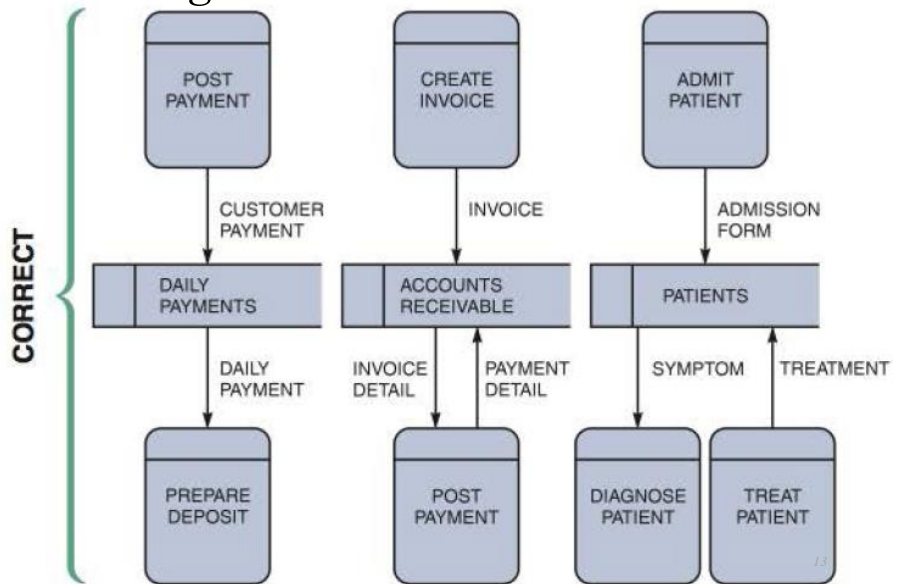 CORRECT
POST
PAYMENT
CREATE
INVOICE
ADMIT
PATIENT
CUSTOMER
PAYMENT
INVOICE
ADMISSION
FORM
DAILY
PAYMENTS
ACCOUNTS
RECEIVABLE
PATIENTS
DAILY
PAYMENT
INVOICE
DETAIL
PAYMENT
DETAIL
SYMPTOM
TREATMENT
PREPARE
DEPOSIT
POST
PAYMENT
DIAGNOSE
PATIENT
TREAT
PATIENT
13